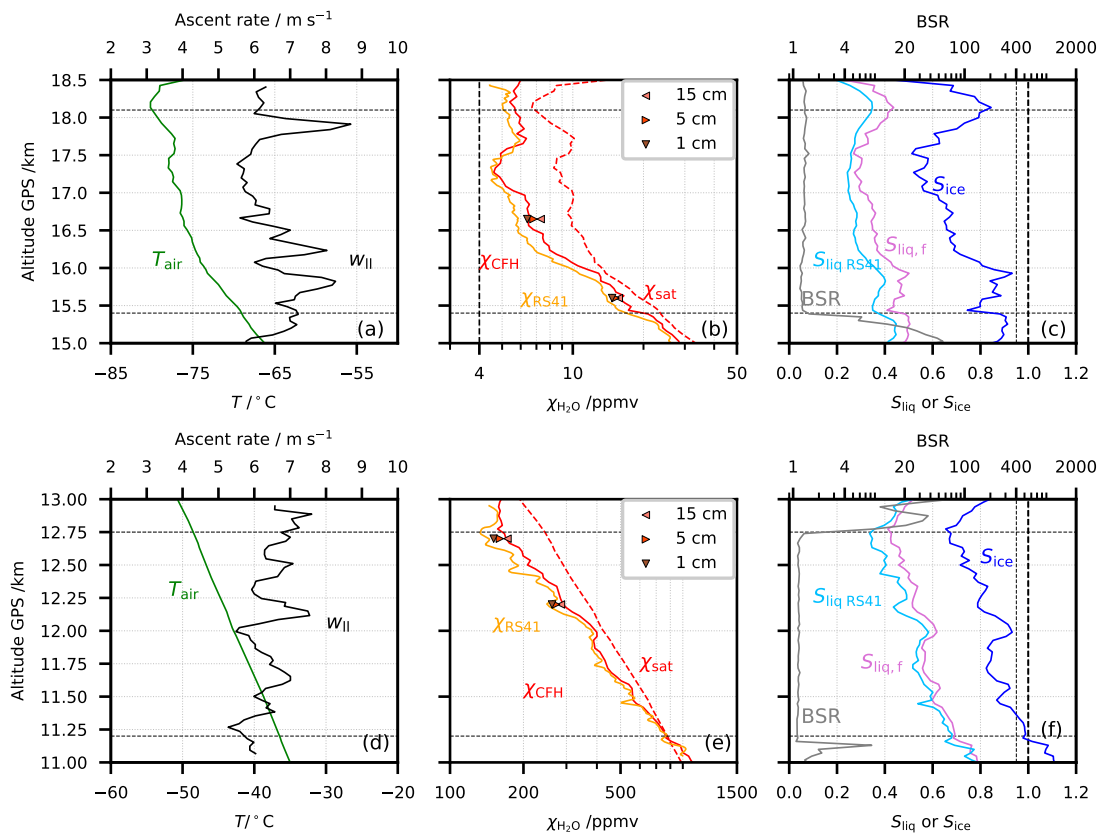 Ascent rate / m s⁻¹
2 3 4 5 6 7 8 9 10
BSR
1 4 20 100 400 2000
Altitude GPS /km
18.5
18.0
17.5
17.0
16.5
16.0
15.5
15.0
T_air
w_ll
(a)
−85 −75 −65 −55
T /°C
15 cm
5 cm
1 cm
χ_CFH
χ_RS41
χ_sat
(b)
4 10 50
χ_H₂O /ppmv
S_ice
S_liq, f
S_liq RS41
BSR
(c)
0.0 0.2 0.4 0.6 0.8 1.0 1.2
S_liq or S_ice
Ascent rate / m s⁻¹
2 3 4 5 6 7 8 9 10
BSR
1 4 20 100 400 2000
Altitude GPS /km
13.00
12.75
12.50
12.25
12.00
11.75
11.50
11.25
11.00
T_air
w_ll
(d)
−60 −50 −40 −30 −20
T/°C
15 cm
5 cm
1 cm
χ_RS41
χ_sat
χ_CFH
(e)
100 200 500 1500
χ_H₂O /ppmv
S_ice
S_liq RS41
S_liq, f
BSR
(f)
0.0 0.2 0.4 0.6 0.8 1.0 1.2
S_liq or S_ice